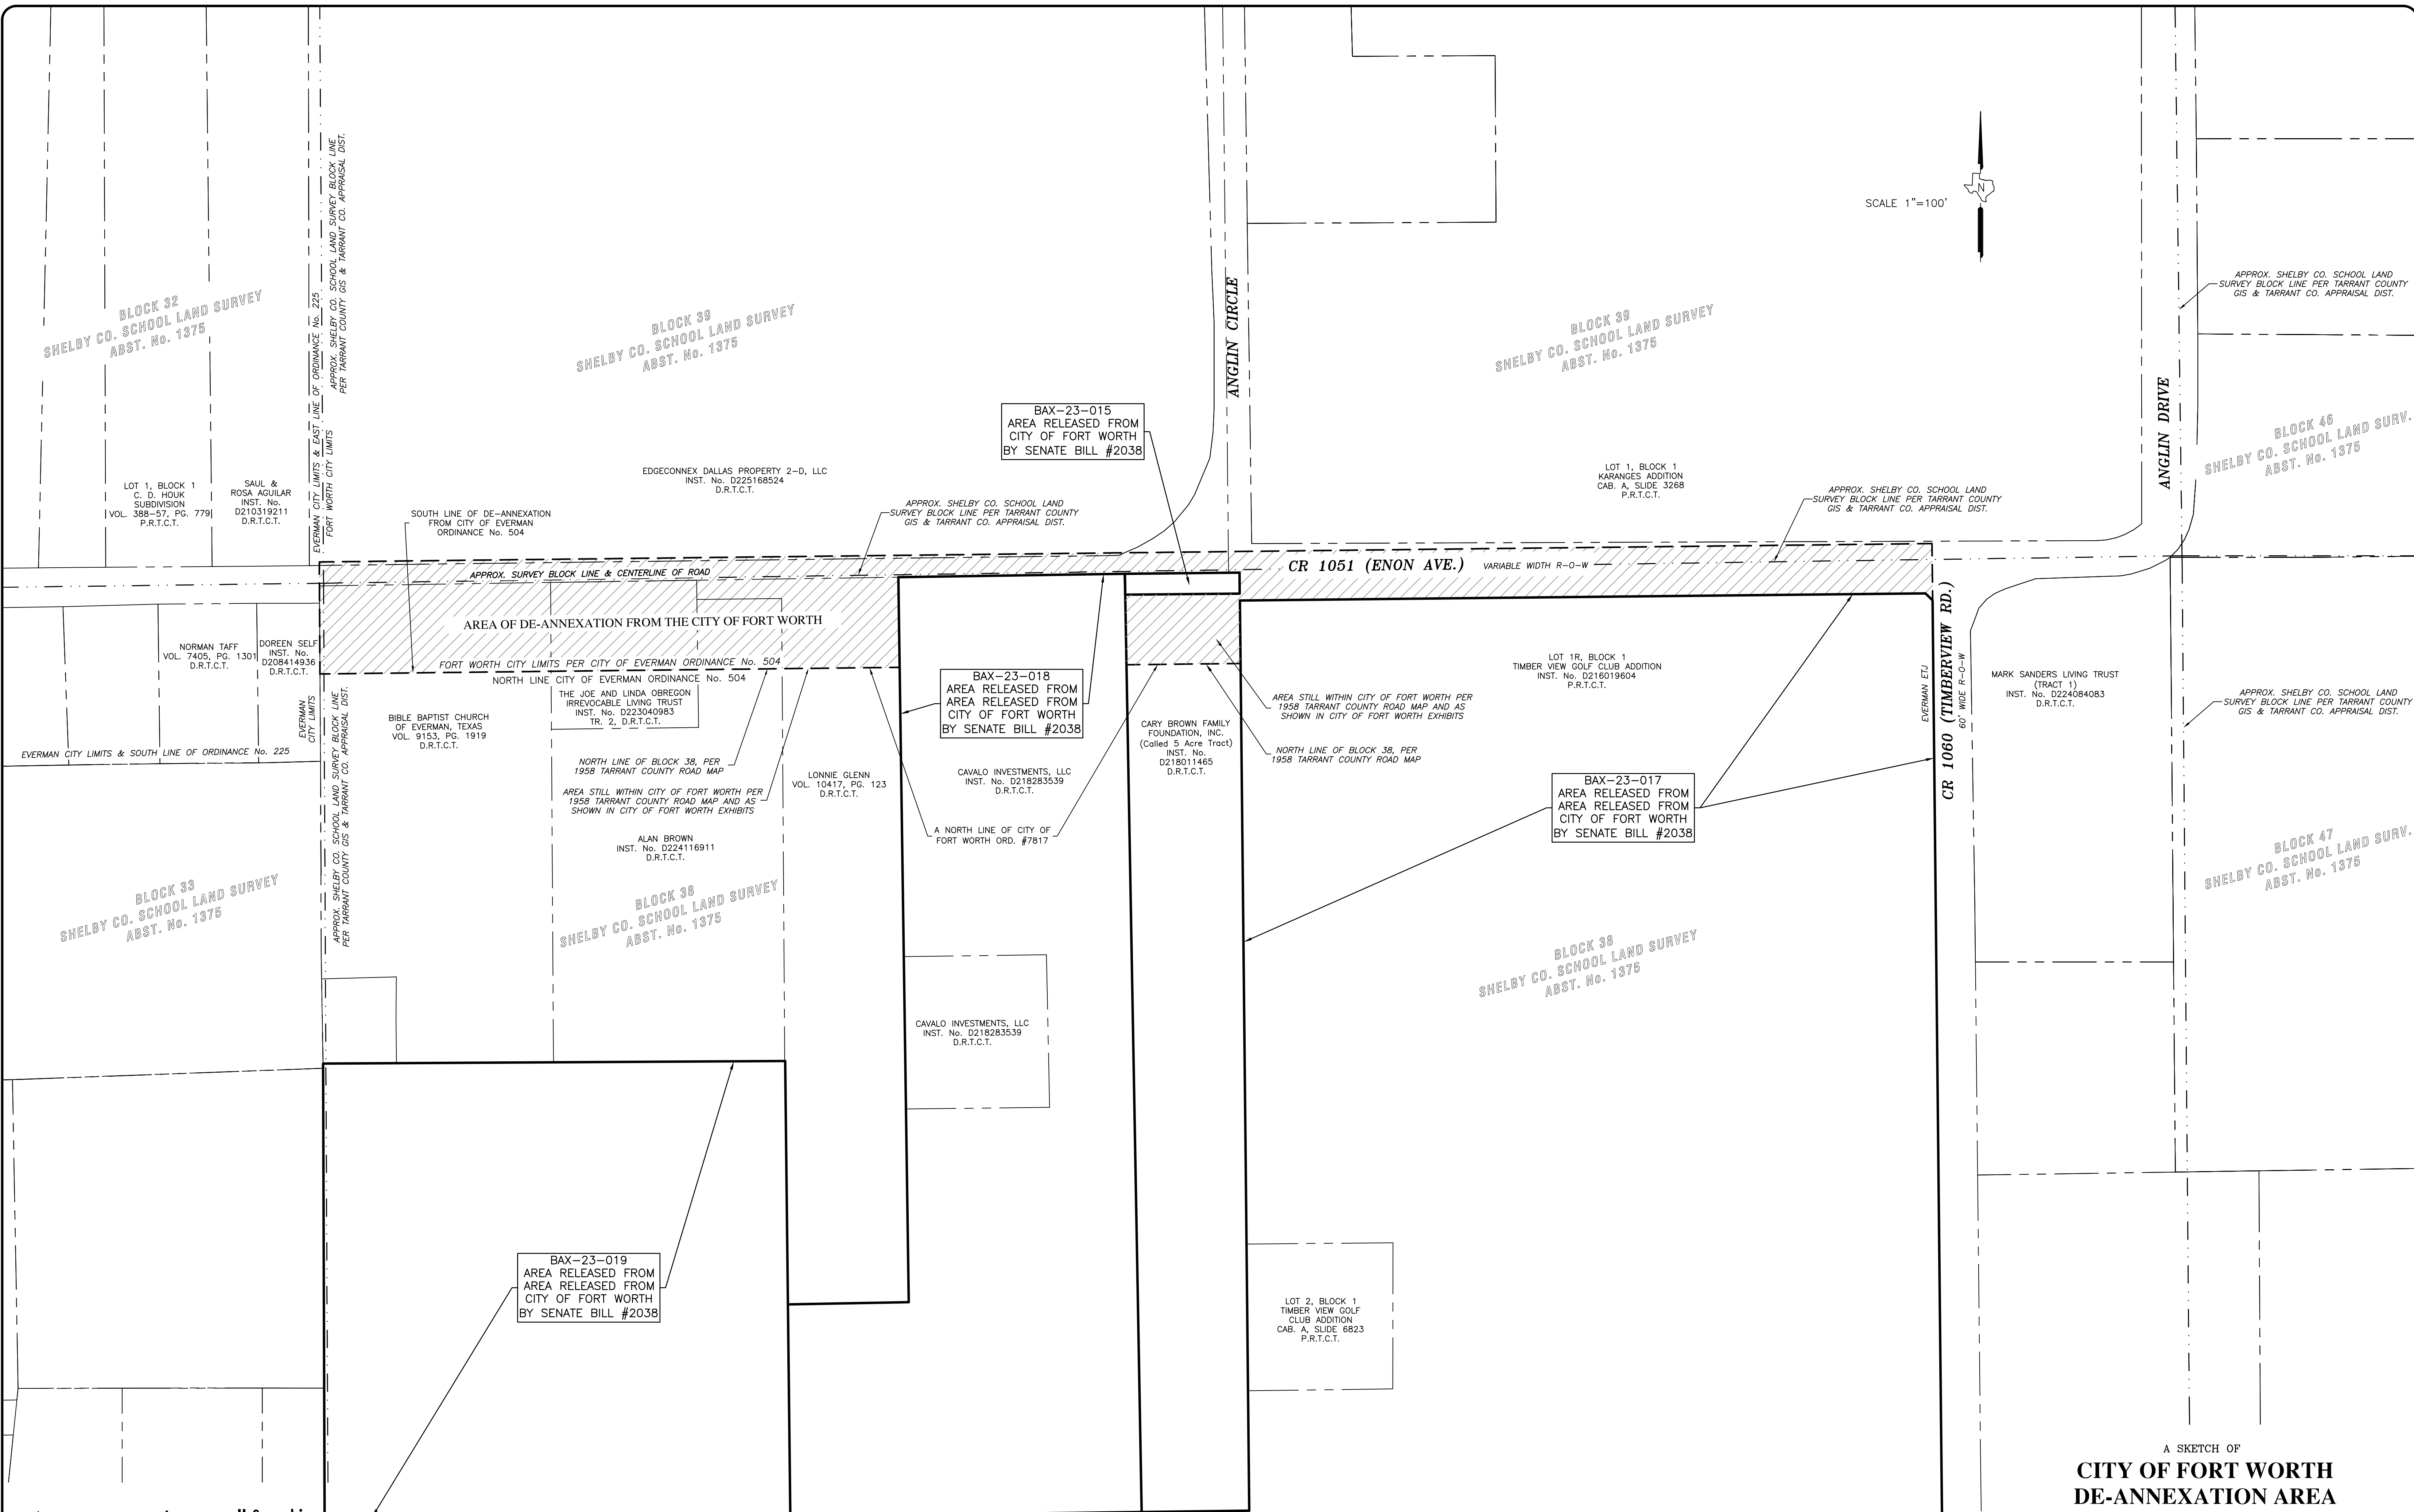 SCALE 1"=100'
N
APPROX. SHELBY CO. SCHOOL LAND SURVEY BLOCK LINE
PER TARRANT COUNTY GIS & TARRANT CO. APPRAISAL DIST.
EVERMAN CITY LIMITS & EAST LINE OF ORDINANCE No. 225
FORT WORTH CITY LIMITS
BLOCK 32
SHELBY CO. SCHOOL LAND SURVEY
ABST. No. 1375
BLOCK 39
SHELBY CO. SCHOOL LAND SURVEY
ABST. No. 1375
ANGLIN CIRCLE
BLOCK 39
SHELBY CO. SCHOOL LAND SURVEY
ABST. No. 1375
APPROX. SHELBY CO. SCHOOL LAND
SURVEY BLOCK LINE PER TARRANT COUNTY
GIS & TARRANT CO. APPRAISAL DIST.
ANGLIN DRIVE
BLOCK 46
SHELBY CO. SCHOOL LAND SURV.
ABST. No. 1375
BAX-23-015
AREA RELEASED FROM
CITY OF FORT WORTH
BY SENATE BILL #2038
LOT 1, BLOCK 1
C. D. HOUK
SUBDIVISION
VOL. 388-57, PG. 779
P.R.T.C.T.
SAUL &
ROSA AGUILAR
INST. No.
D210319211
D.R.T.C.T.
EDGECONNEX DALLAS PROPERTY 2-D, LLC
INST. No. D225168524
D.R.T.C.T.
LOT 1, BLOCK 1
KARANGES ADDITION
CAB. A, SLIDE 3268
P.R.T.C.T.
SOUTH LINE OF DE-ANNEXATION
FROM CITY OF EVERMAN
ORDINANCE No. 504
APPROX. SHELBY CO. SCHOOL LAND
SURVEY BLOCK LINE PER TARRANT COUNTY
GIS & TARRANT CO. APPRAISAL DIST.
APPROX. SHELBY CO. SCHOOL LAND
SURVEY BLOCK LINE PER TARRANT COUNTY
GIS & TARRANT CO. APPRAISAL DIST.
APPROX. SURVEY BLOCK LINE & CENTERLINE OF ROAD
CR 1051 (ENON AVE.)
VARIABLE WIDTH R-O-W
AREA OF DE-ANNEXATION FROM THE CITY OF FORT WORTH
FORT WORTH CITY LIMITS PER CITY OF EVERMAN ORDINANCE No. 504
NORTH LINE CITY OF EVERMAN ORDINANCE No. 504
NORMAN TAFF
VOL. 7405, PG. 1301
D.R.T.C.T.
DOREEN SELF
INST. No.
D208414936
D.R.T.C.T.
EVERMAN
CITY LIMITS
APPROX. SHELBY CO. SCHOOL LAND SURVEY BLOCK LINE
PER TARRANT COUNTY GIS & TARRANT CO. APPRAISAL DIST.
EVERMAN CITY LIMITS & SOUTH LINE OF ORDINANCE No. 225
BIBLE BAPTIST CHURCH
OF EVERMAN, TEXAS
VOL. 9153, PG. 1919
D.R.T.C.T.
THE JOE AND LINDA OBREGON
IRREVOCABLE LIVING TRUST
INST. No. D223040983
TR. 2, D.R.T.C.T.
NORTH LINE OF BLOCK 38, PER
1958 TARRANT COUNTY ROAD MAP
AREA STILL WITHIN CITY OF FORT WORTH PER
1958 TARRANT COUNTY ROAD MAP AND AS
SHOWN IN CITY OF FORT WORTH EXHIBITS
LONNIE GLENN
VOL. 10417, PG. 123
D.R.T.C.T.
ALAN BROWN
INST. No. D224116911
D.R.T.C.T.
BAX-23-018
AREA RELEASED FROM
AREA RELEASED FROM
CITY OF FORT WORTH
BY SENATE BILL #2038
CAVALO INVESTMENTS, LLC
INST. No. D218283539
D.R.T.C.T.
A NORTH LINE OF CITY OF
FORT WORTH ORD. #7817
CARY BROWN FAMILY
FOUNDATION, INC.
(Called 5 Acre Tract)
INST. No.
D218011465
D.R.T.C.T.
AREA STILL WITHIN CITY OF FORT WORTH PER
1958 TARRANT COUNTY ROAD MAP AND AS
SHOWN IN CITY OF FORT WORTH EXHIBITS
NORTH LINE OF BLOCK 38, PER
1958 TARRANT COUNTY ROAD MAP
LOT 1R, BLOCK 1
TIMBER VIEW GOLF CLUB ADDITION
INST. No. D216019604
P.R.T.C.T.
BAX-23-017
AREA RELEASED FROM
AREA RELEASED FROM
CITY OF FORT WORTH
BY SENATE BILL #2038
EVERMAN ETJ
CR 1060 (TIMBERVIEW RD.)
60' WIDE R-O-W
MARK SANDERS LIVING TRUST
(TRACT 1)
INST. No. D224084083
D.R.T.C.T.
APPROX. SHELBY CO. SCHOOL LAND
SURVEY BLOCK LINE PER TARRANT COUNTY
GIS & TARRANT CO. APPRAISAL DIST.
BLOCK 47
SHELBY CO. SCHOOL LAND SURV.
ABST. No. 1375
BLOCK 33
SHELBY CO. SCHOOL LAND SURVEY
ABST. No. 1375
BLOCK 38
SHELBY CO. SCHOOL LAND SURVEY
ABST. No. 1375
BLOCK 38
SHELBY CO. SCHOOL LAND SURVEY
ABST. No. 1375
CAVALO INVESTMENTS, LLC
INST. No. D218283539
D.R.T.C.T.
BAX-23-019
AREA RELEASED FROM
AREA RELEASED FROM
CITY OF FORT WORTH
BY SENATE BILL #2038
LOT 2, BLOCK 1
TIMBER VIEW GOLF
CLUB ADDITION
CAB. A, SLIDE 6823
P.R.T.C.T.
A SKETCH OF
CITY OF FORT WORTH
DE-ANNEXATION AREA